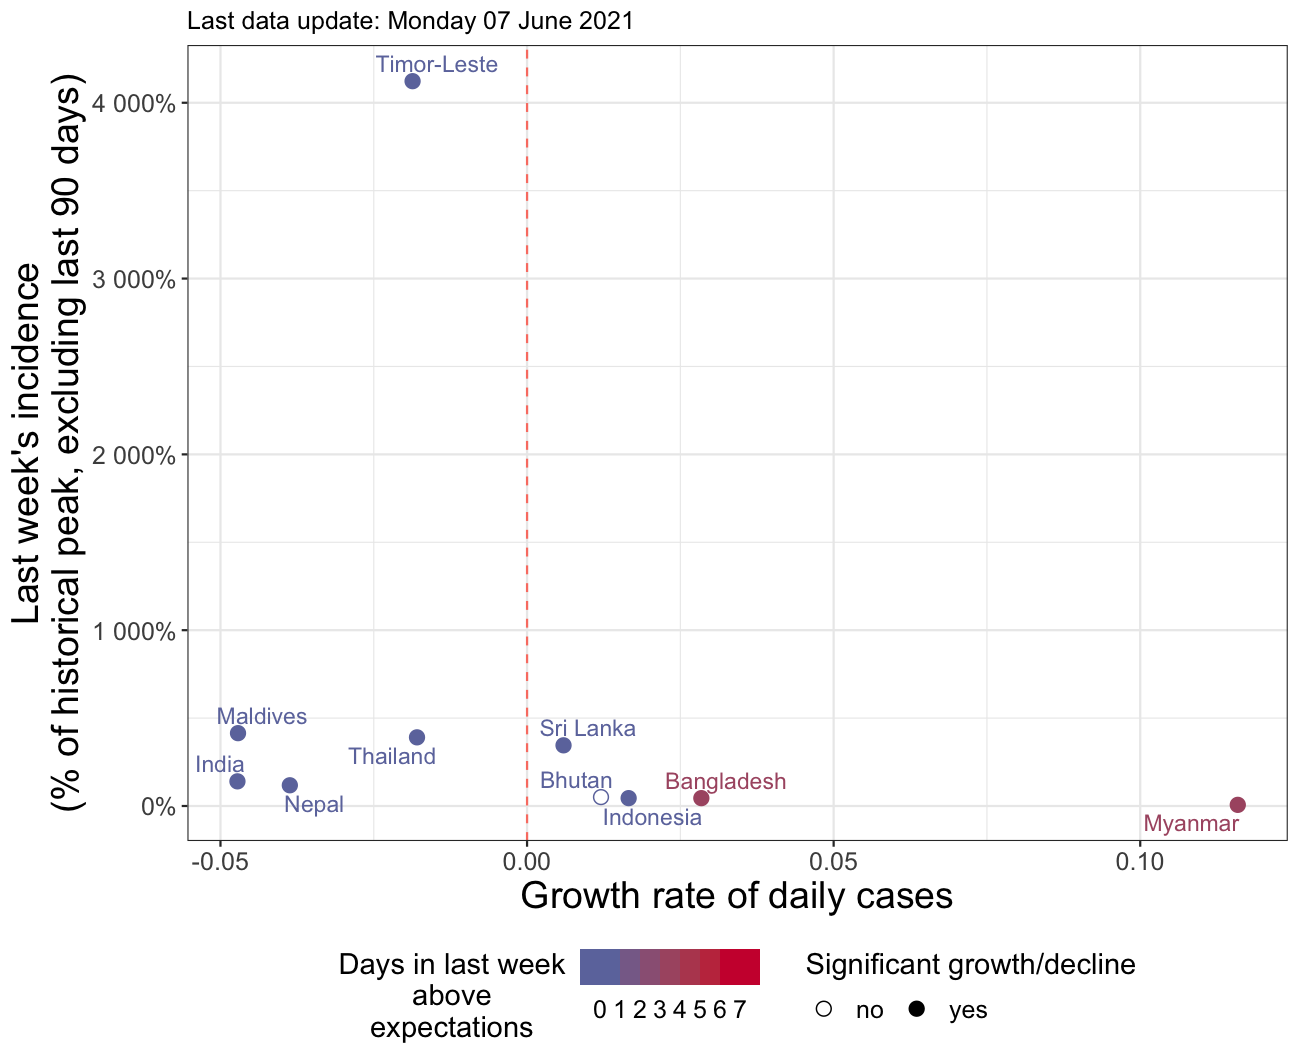 Last data update: Monday 07 June 2021
Last week's incidence
(% of historical peak, excluding last 90 days)
4 000%
3 000%
2 000%
1 000%
0%
Timor-Leste
Maldives
India
Nepal
Thailand
Sri Lanka
Bhutan
Indonesia
Bangladesh
Myanmar
-0.05 0.00 0.05 0.10
Growth rate of daily cases
Days in last week
above
expectations
0 1 2 3 4 5 6 7
Significant growth/decline
no yes